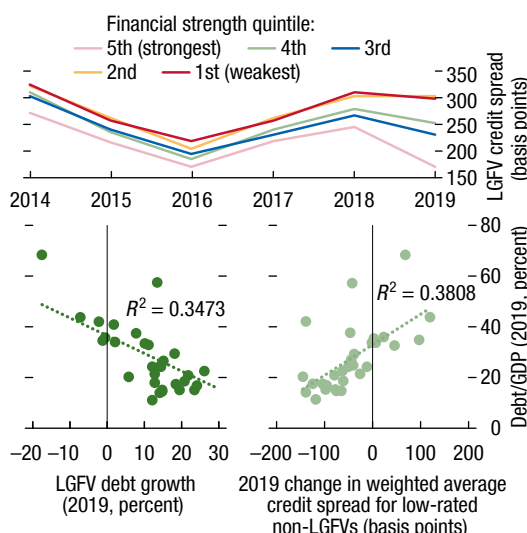 Financial strength quintile:
5th (strongest) 4th 3rd
2nd 1st (weakest)
350
300
250
200
150
LGFV credit spread
(basis points)
2014 2015 2016 2017 2018 2019
R² = 0.3473
R² = 0.3808
80
60
40
20
0
Debt/GDP (2019, percent)
–20 –10 0 10 20 30
–200 –100 0 100 200
LGFV debt growth
(2019, percent)
2019 change in weighted average
credit spread for low-rated
non-LGFVs (basis points)